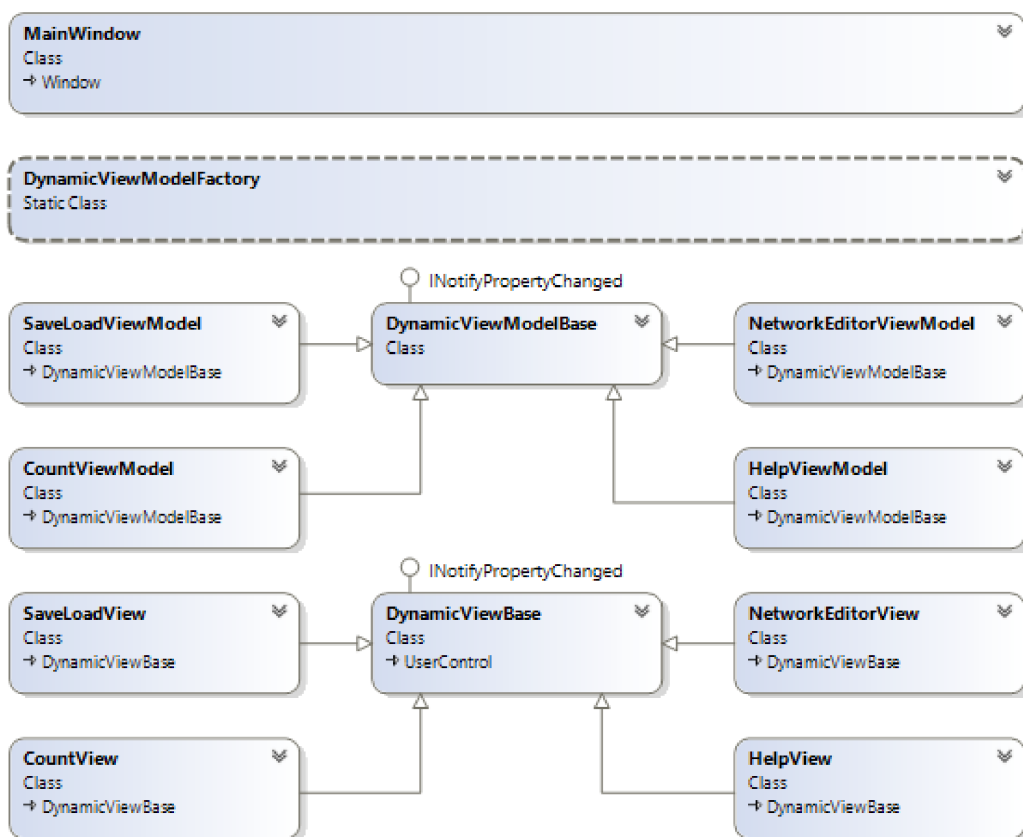 MainWindow
Class
Window
DynamicViewModelFactory
Static Class
INotifyPropertyChanged
SaveLoadViewModel
Class
DynamicViewModelBase
DynamicViewModelBase
Class
NetworkEditorViewModel
Class
DynamicViewModelBase
CountViewModel
Class
DynamicViewModelBase
HelpViewModel
Class
DynamicViewModelBase
INotifyPropertyChanged
SaveLoadView
Class
DynamicViewBase
DynamicViewBase
Class
UserControl
NetworkEditorView
Class
DynamicViewBase
CountView
Class
DynamicViewBase
HelpView
Class
DynamicViewBase